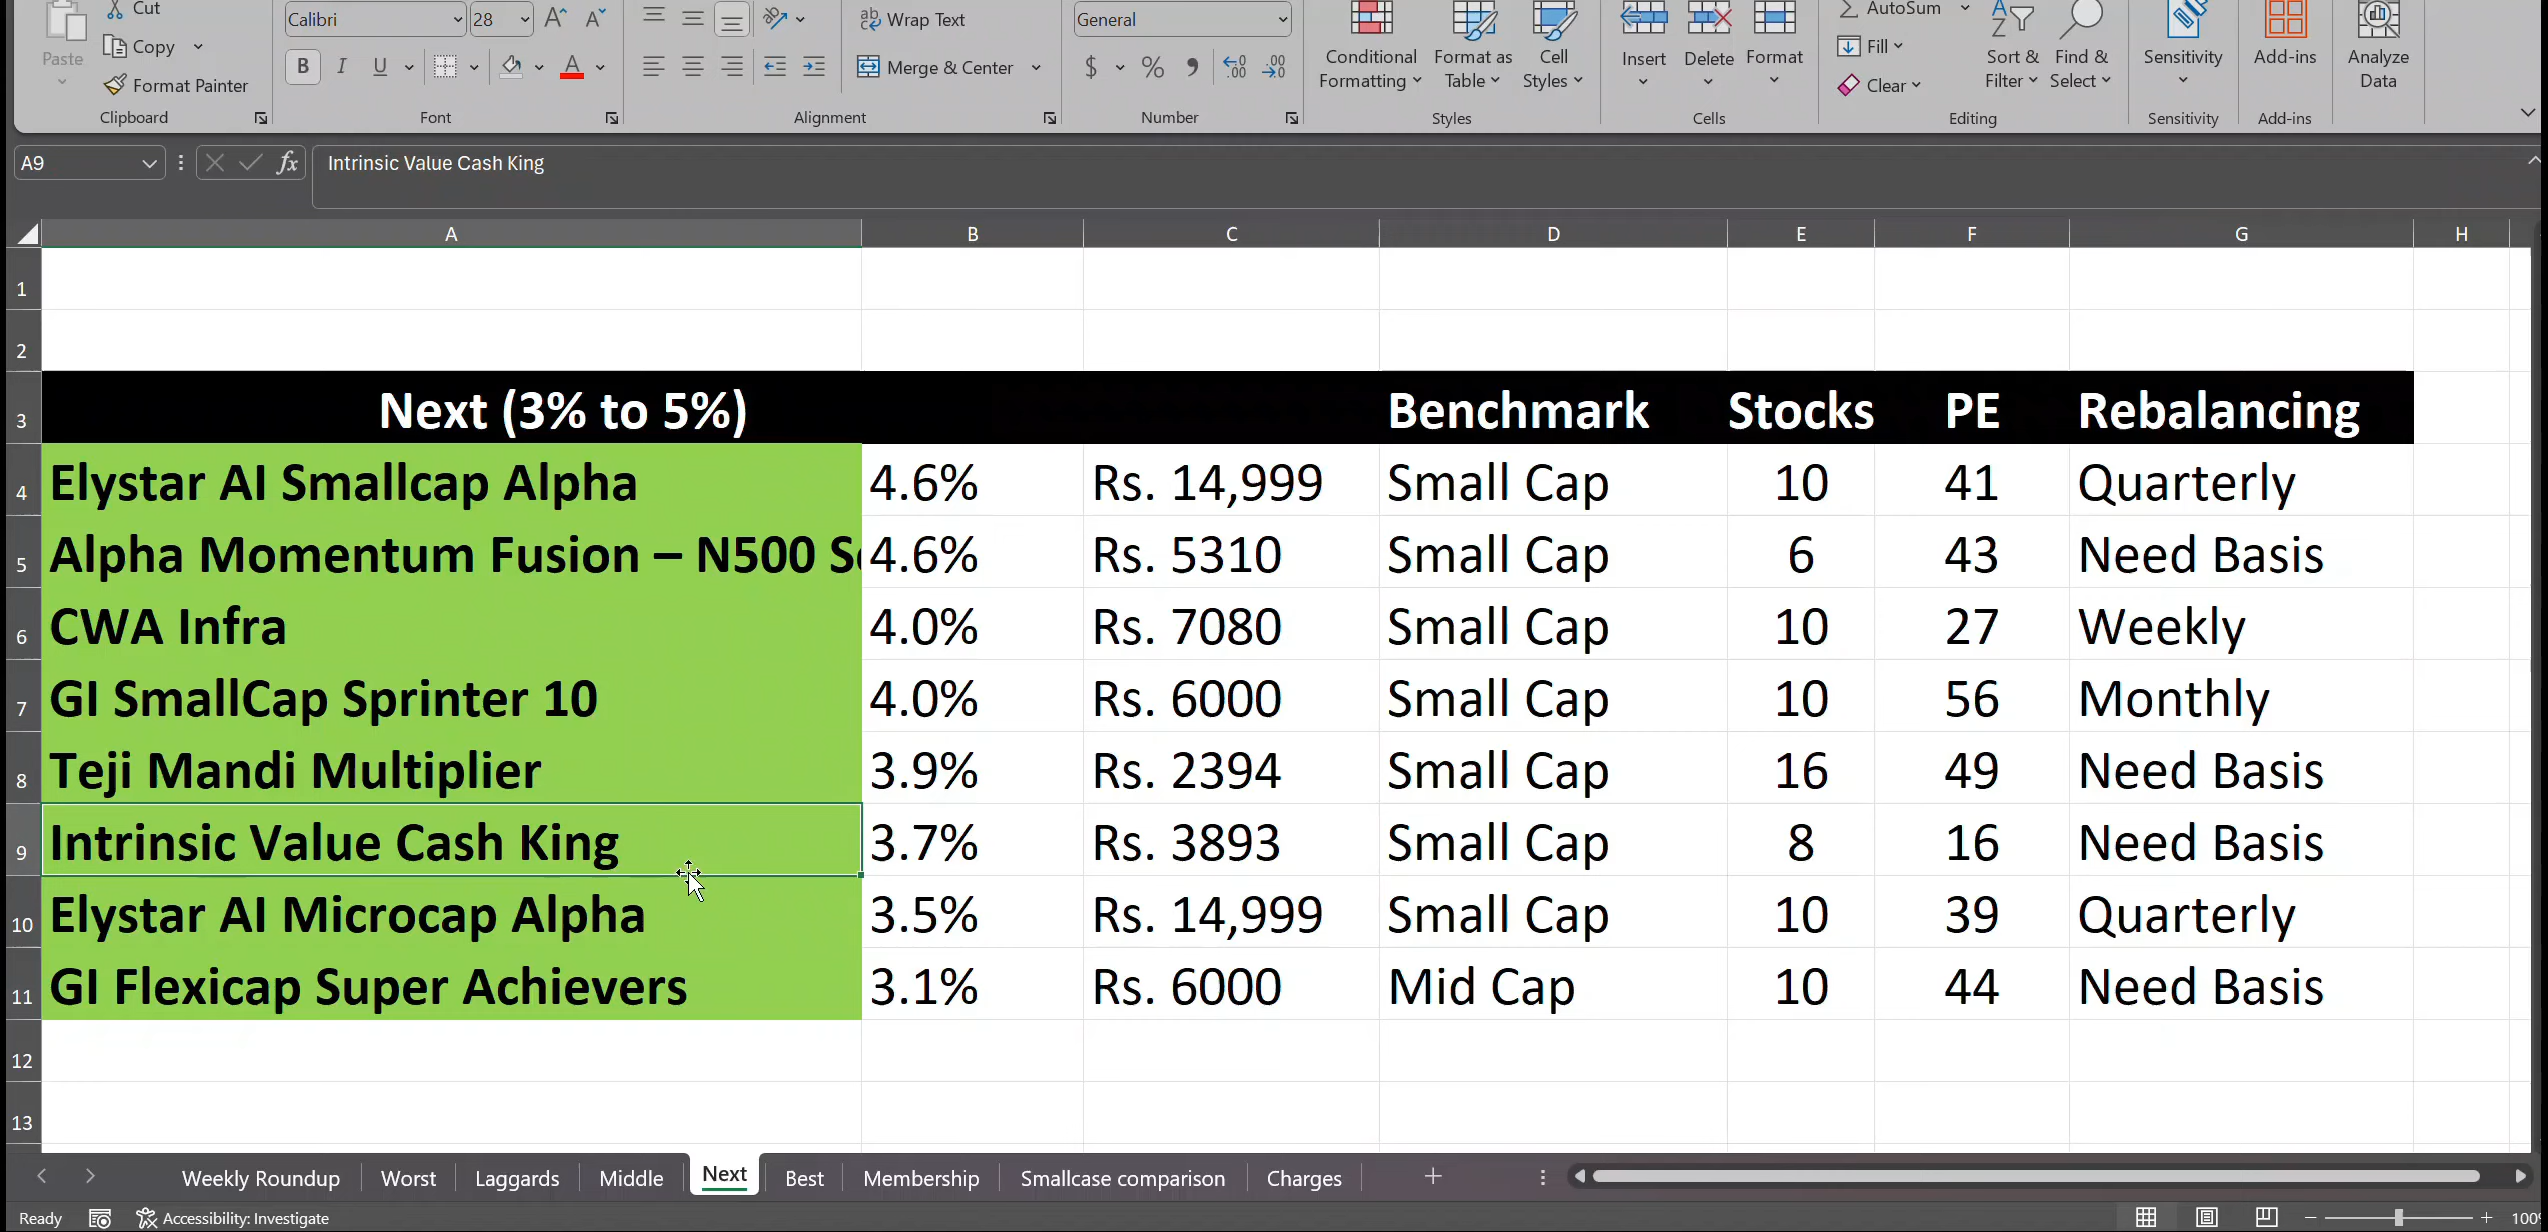 Cut
Calibri 28 Wrap Text General AutoSum
Paste Copy Fill
Conditional Formatting Format as Table Cell Styles Insert Delete Format Sort & Filter Find & Select Sensitivity Add-ins Analyze Data
Format Painter B I U A Merge & Center $ % Clear
Clipboard Font Alignment Number Styles Cells Editing Sensitivity Add-ins
A9 fx Intrinsic Value Cash King
A B C D E F G H
1
2
3 Next (3% to 5%) Benchmark Stocks PE Rebalancing
4 Elystar AI Smallcap Alpha 4.6% Rs. 14,999 Small Cap 10 41 Quarterly
5 Alpha Momentum Fusion – N500 4.6% Rs. 5310 Small Cap 6 43 Need Basis
6 CWA Infra 4.0% Rs. 7080 Small Cap 10 27 Weekly
7 GI SmallCap Sprinter 10 4.0% Rs. 6000 Small Cap 10 56 Monthly
8 Teji Mandi Multiplier 3.9% Rs. 2394 Small Cap 16 49 Need Basis
9 Intrinsic Value Cash King 3.7% Rs. 3893 Small Cap 8 16 Need Basis
10 Elystar AI Microcap Alpha 3.5% Rs. 14,999 Small Cap 10 39 Quarterly
11 GI Flexicap Super Achievers 3.1% Rs. 6000 Mid Cap 10 44 Need Basis
12
13
Weekly Roundup Worst Laggards Middle Next Best Membership Smallcase comparison Charges
Ready Accessibility: Investigate